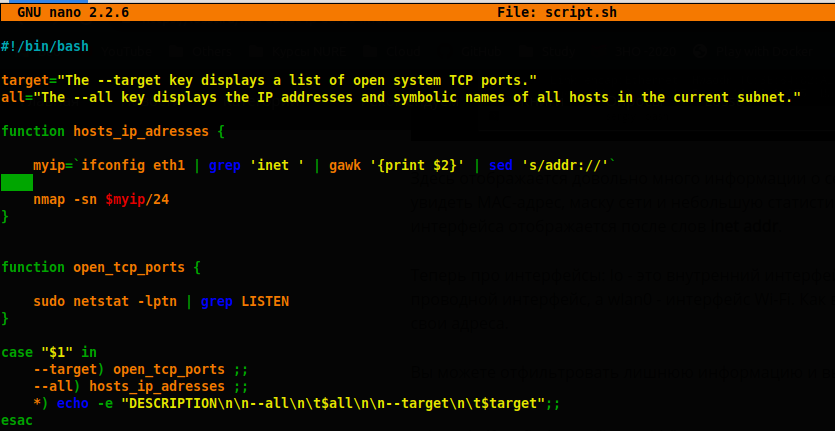 GNU nano 2.2.6 File: script.sh
#!/bin/bash
target="The --target key displays a list of open system TCP ports."
all="The --all key displays the IP addresses and symbolic names of all hosts in the current subnet."
function hosts_ip_adresses {
myip=`ifconfig eth1 | grep 'inet ' | gawk '{print $2}' | sed 's/addr://'`
nmap -sn $myip/24
}
function open_tcp_ports {
sudo netstat -lptn | grep LISTEN
}
case "$1" in
--target) open_tcp_ports ;;
--all) hosts_ip_adresses ;;
*) echo -e "DESCRIPTION\n\n--all\n\t$all\n\n--target\n\t$target";;
esac